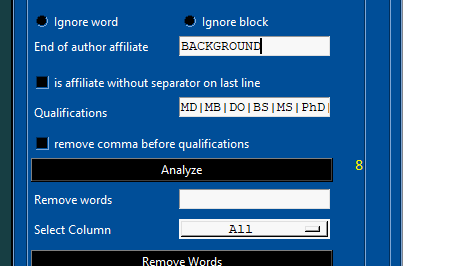 Ignore word Ignore block
End of author affiliate BACKGROUND
is affiliate without separator on last line
Qualifications MD|MB|DO|BS|MS|PhD|
remove comma before qualifications
Analyze 8
Remove words
Select Column All
Remove Words